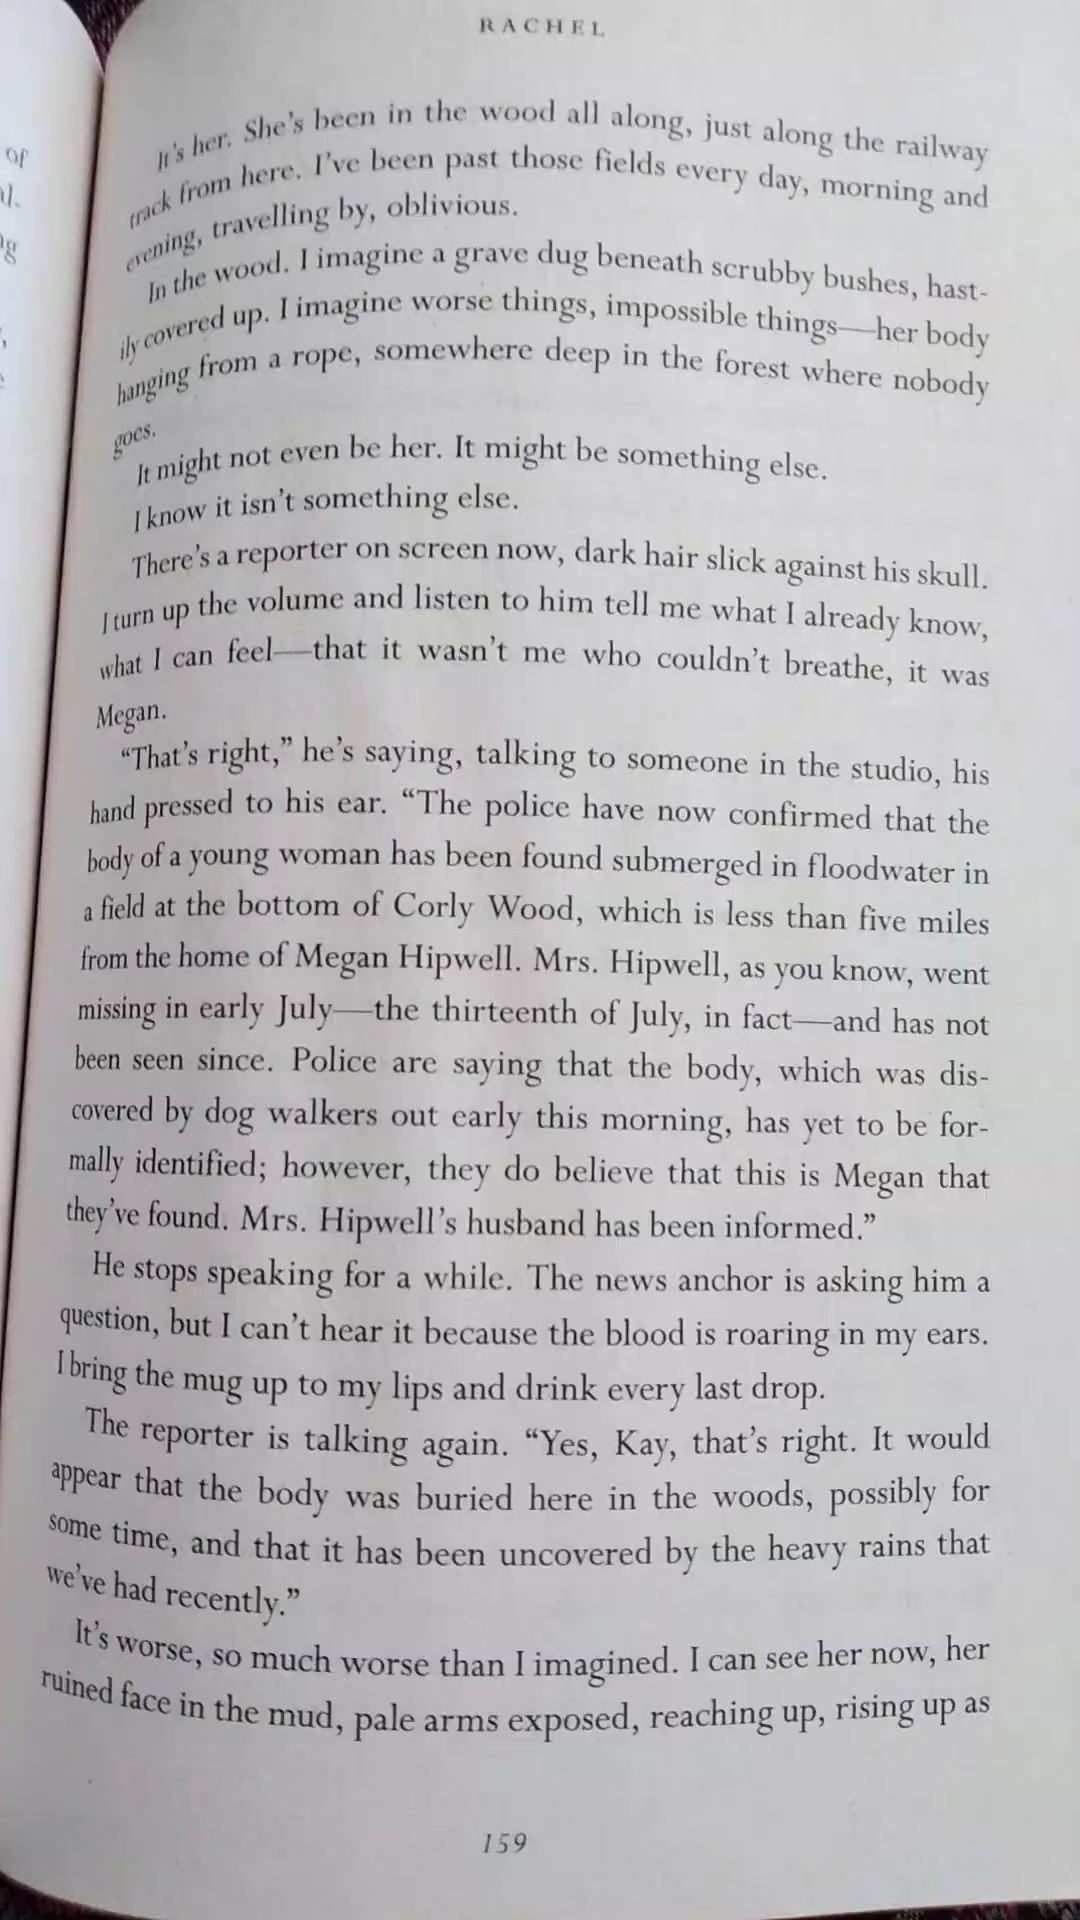 of
RACHEL
It's her. She's been in the wood all along, just along the railway
track from here. I've been past those fields every day, morning and
evening, travelling by, oblivious.
In the wood. I imagine a grave dug beneath scrubby bushes, hast-
ily covered up. I imagine worse things, impossible things—her body
hanging from a rope, somewhere deep in the forest where nobody
goes.
It might not even be her. It might be something else.
I know it isn't something else.
There's a reporter on screen now, dark hair slick against his skull.
I turn up the volume and listen to him tell me what I already know,
what I can feel—that it wasn't me who couldn't breathe, it was
Megan.
“That's right,” he's saying, talking to someone in the studio, his
hand pressed to his ear. “The police have now confirmed that the
body of a young woman has been found submerged in floodwater in
a field at the bottom of Corly Wood, which is less than five miles
from the home of Megan Hipwell. Mrs. Hipwell, as you know, went
missing in early July—the thirteenth of July, in fact—and has not
been seen since. Police are saying that the body, which was dis-
covered by dog walkers out early this morning, has yet to be for-
mally identified; however, they do believe that this is Megan that
they've found. Mrs. Hipwell's husband has been informed.”
He stops speaking for a while. The news anchor is asking him a
question, but I can't hear it because the blood is roaring in my ears.
I bring the mug up to my lips and drink every last drop.
The reporter is talking again. “Yes, Kay, that's right. It would
appear that the body was buried here in the woods, possibly for
some time, and that it has been uncovered by the heavy rains that
we've had recently.”
It's worse, so much worse than I imagined. I can see her now, her
ruined face in the mud, pale arms exposed, reaching up, rising up as
159